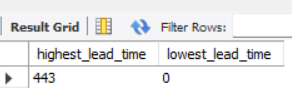 Result Grid Filter Rows:
highest_lead_time lowest_lead_time
443 0